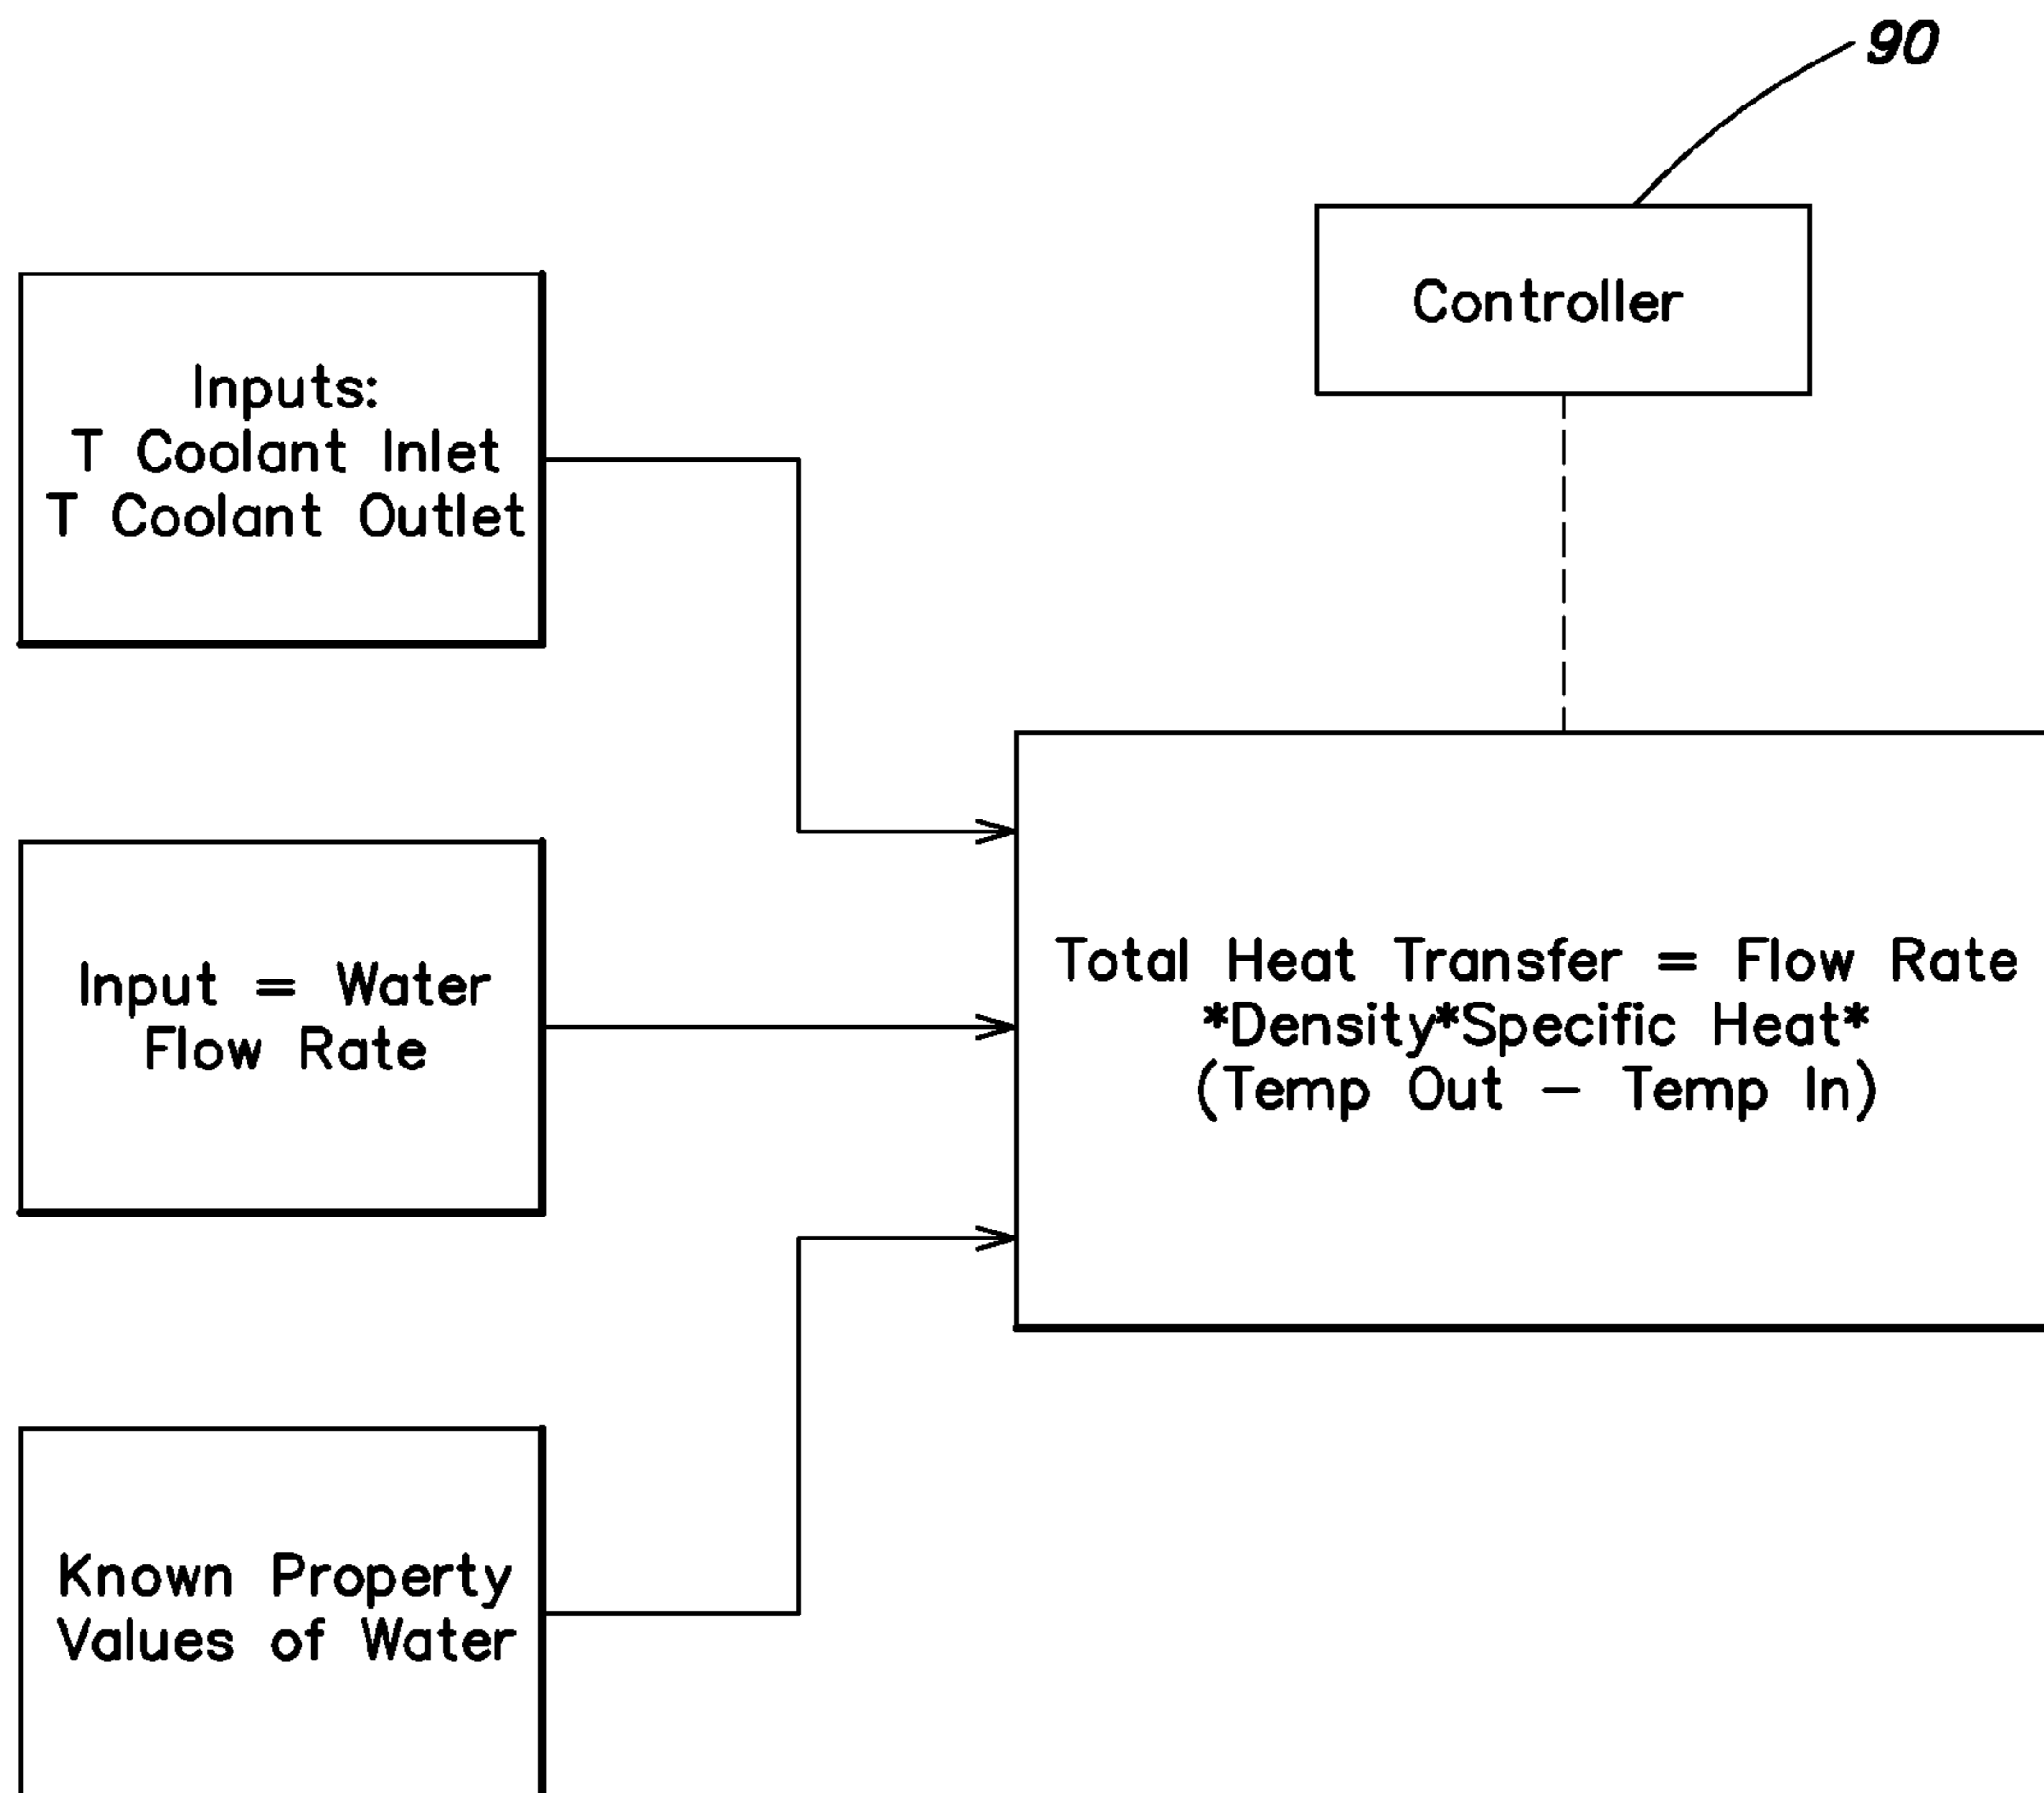 90
Controller
Inputs:
T Coolant Inlet
T Coolant Outlet
Input = Water
Flow Rate
Total Heat Transfer = Flow Rate
*Density*Specific Heat*
(Temp Out - Temp In)
Known Property
Values of Water